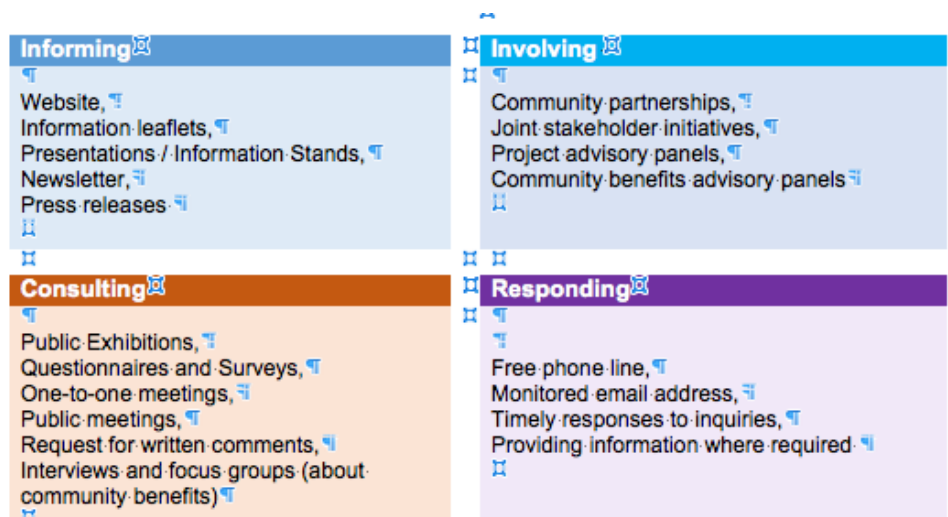 Informing
Website,
Information leaflets,
Presentations / Information Stands,
Newsletter,
Press releases
Involving
Community partnerships,
Joint stakeholder initiatives,
Project advisory panels,
Community benefits advisory panels
Consulting
Public Exhibitions,
Questionnaires and Surveys,
One-to-one meetings,
Public meetings,
Request for written comments,
Interviews and focus groups (about
community benefits)
Responding
Free phone line,
Monitored email address,
Timely responses to inquiries,
Providing information where required